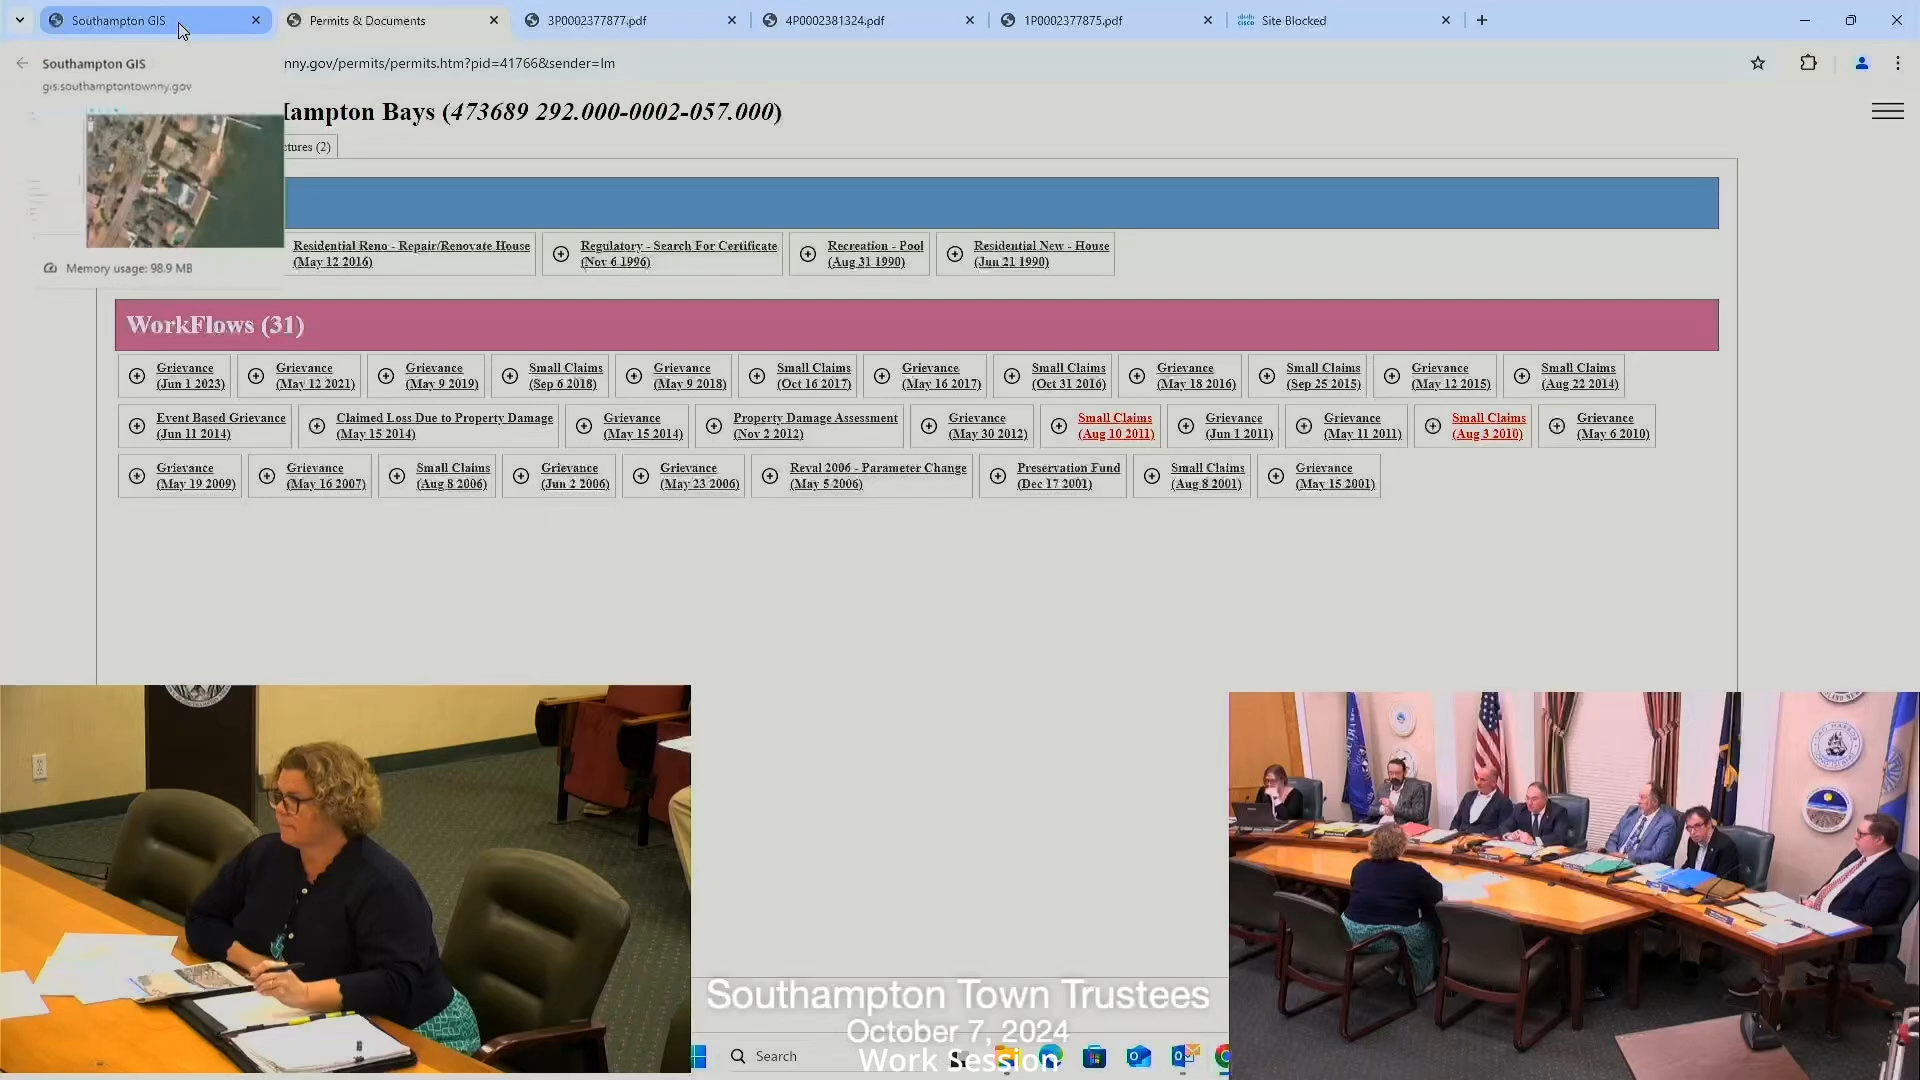 Southampton GIS
Permits & Documents
3P0002377877.pdf
4P0002381324.pdf
1P0002377875.pdf
Site Blocked
Southampton GIS
gis.southamptontownny.gov
nny.gov/permits/permits.htm?pid=41766&sender=lm
Hampton Bays (473689 292.000-0002-057.000)
ctures (2)
Memory usage: 98.9 MB
Residential Reno - Repair/Renovate House
(May 12 2016)
Regulatory - Search For Certificate
(Nov 6 1996)
Recreation - Pool
(Aug 31 1990)
Residential New - House
(Jun 21 1990)
WorkFlows (31)
Grievance
(Jun 1 2023)
Grievance
(May 12 2021)
Grievance
(May 9 2019)
Small Claims
(Sep 6 2018)
Grievance
(May 9 2018)
Small Claims
(Oct 16 2017)
Grievance
(May 16 2017)
Small Claims
(Oct 31 2016)
Grievance
(May 18 2016)
Small Claims
(Sep 25 2015)
Grievance
(May 12 2015)
Small Claims
(Aug 22 2014)
Event Based Grievance
(Jun 11 2014)
Claimed Loss Due to Property Damage
(May 15 2014)
Grievance
(May 15 2014)
Property Damage Assessment
(Nov 2 2012)
Grievance
(May 30 2012)
Small Claims
(Aug 10 2011)
Grievance
(Jun 1 2011)
Grievance
(May 11 2011)
Small Claims
(Aug 3 2010)
Grievance
(May 6 2010)
Grievance
(May 19 2009)
Grievance
(May 16 2007)
Small Claims
(Aug 8 2006)
Grievance
(Jun 2 2006)
Grievance
(May 23 2006)
Reval 2006 - Parameter Change
(May 5 2006)
Preservation Fund
(Dec 17 2001)
Small Claims
(Aug 8 2001)
Grievance
(May 15 2001)
Southampton Town Trustees
October 7, 2024
Work Session
Search